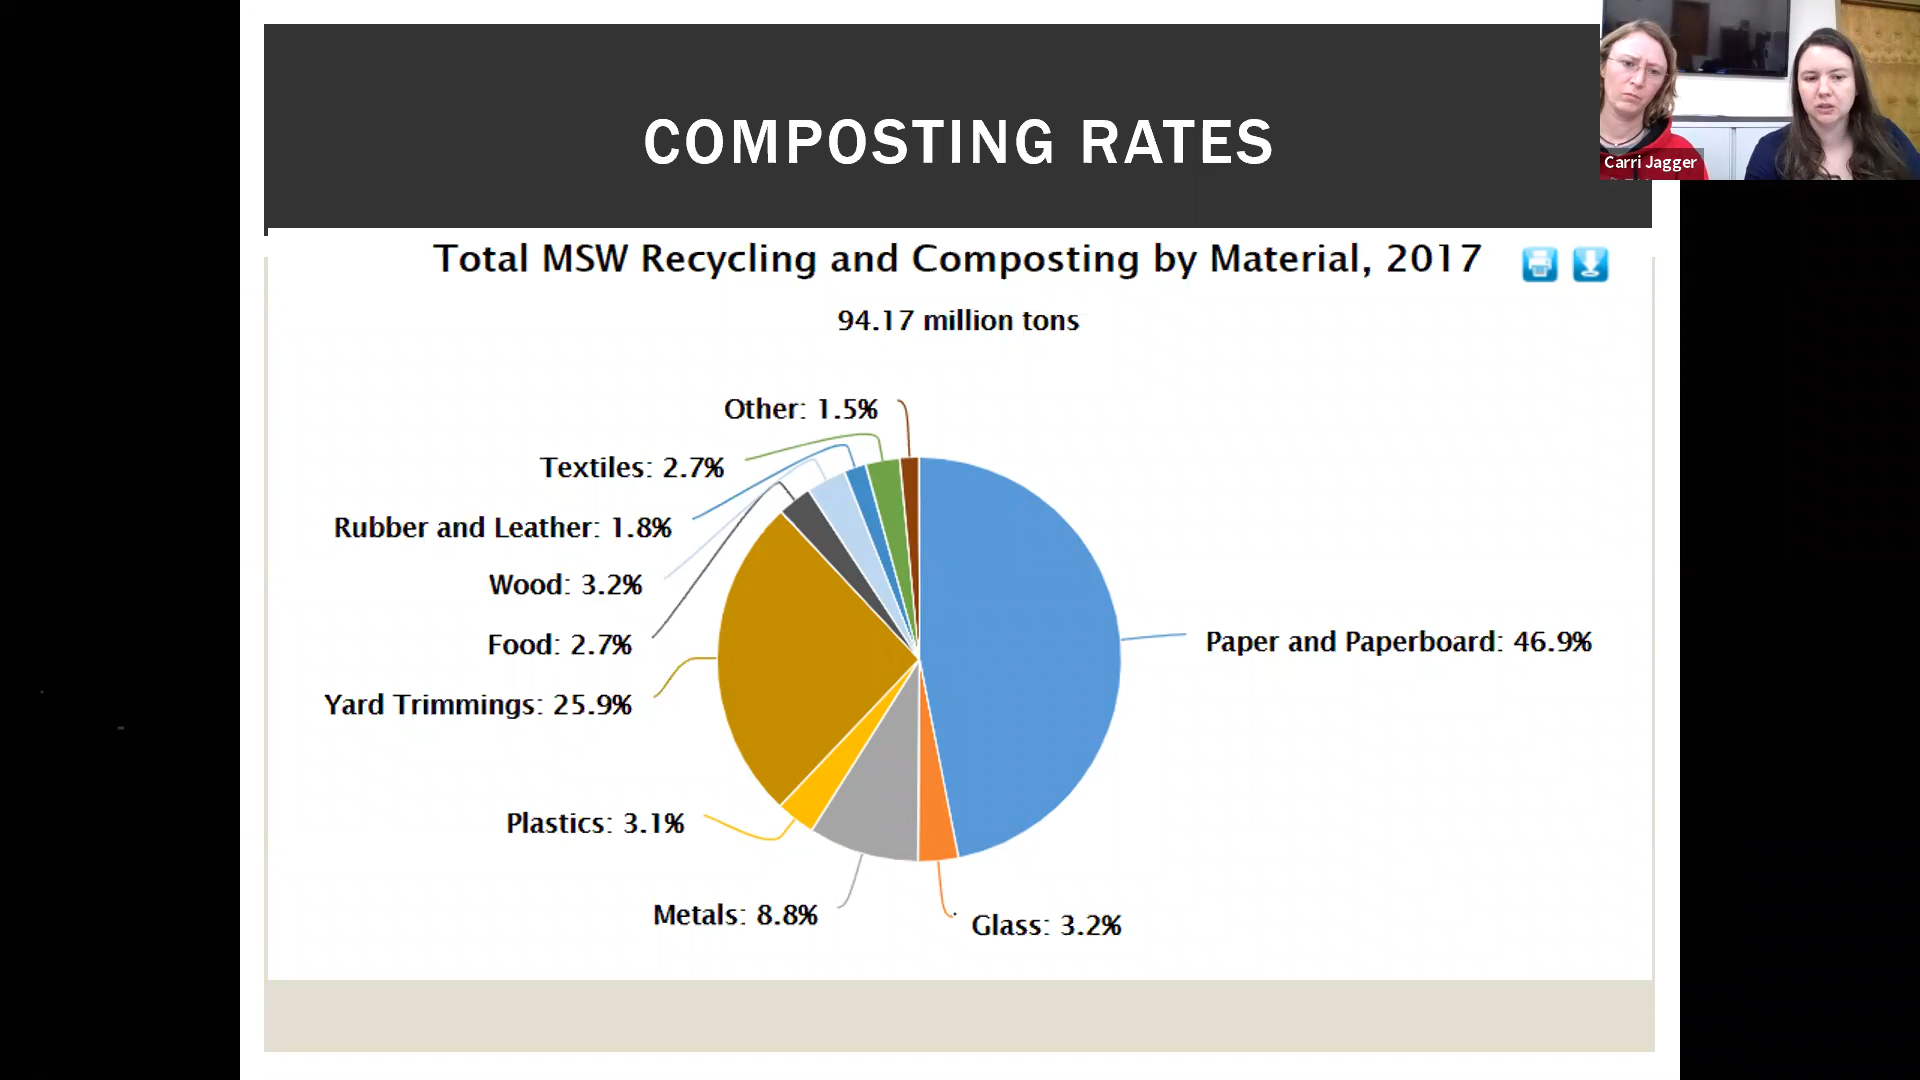 COMPOSTING RATES
Carri Jagger
Total MSW Recycling and Composting by Material, 2017
94.17 million tons
Other: 1.5%
Textiles: 2.7%
Rubber and Leather: 1.8%
Wood: 3.2%
Food: 2.7%
Yard Trimmings: 25.9%
Paper and Paperboard: 46.9%
Plastics: 3.1%
Metals: 8.8%
Glass: 3.2%